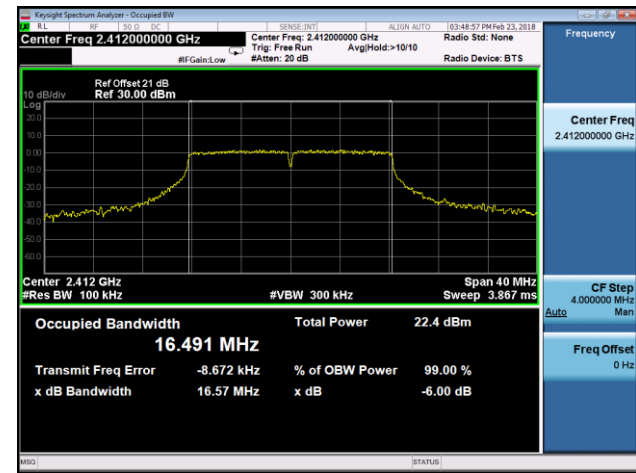 Keysight Spectrum Analyzer - Occupied BW
RL RF 50 Ω DC SENSE:INT ALIGN AUTO 03:48:57 PM Feb 23, 2018
Center Freq 2.412000000 GHz Center Freq: 2.412000000 GHz Radio Std: None
Trig: Free Run Avg|Hold:>10/10
#IFGain:Low #Atten: 20 dB Radio Device: BTS
Ref Offset 21 dB
10 dB/div Ref 30.00 dBm
Log
20.0
10.0
0.00
-10.0
-20.0
-30.0
-40.0
-50.0
-60.0
Center 2.412 GHz Span 40 MHz
#Res BW 100 kHz #VBW 300 kHz Sweep 3.867 ms
Occupied Bandwidth Total Power 22.4 dBm
16.491 MHz
Transmit Freq Error -8.672 kHz % of OBW Power 99.00 %
x dB Bandwidth 16.57 MHz x dB -6.00 dB
MSG STATUS
Frequency
Center Freq
2.412000000 GHz
CF Step
4.000000 MHz
Auto Man
Freq Offset
0 Hz